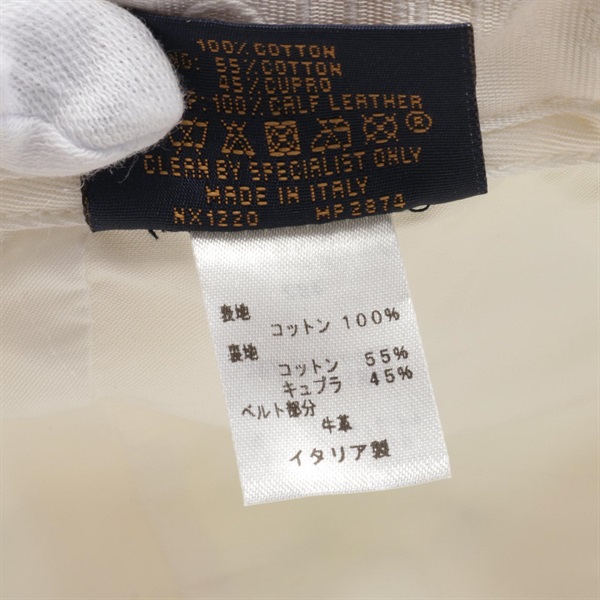 100% COTTON
55% COTTON
45% CUPRO
100% CALF LEATHER
®
CLEAN BY SPECIALIST ONLY
MADE IN ITALY
NX1220 MP2874
表地
コットン 100%
裏地
コットン 55%
キュプラ 45%
ベルト部分
牛革
イタリア製